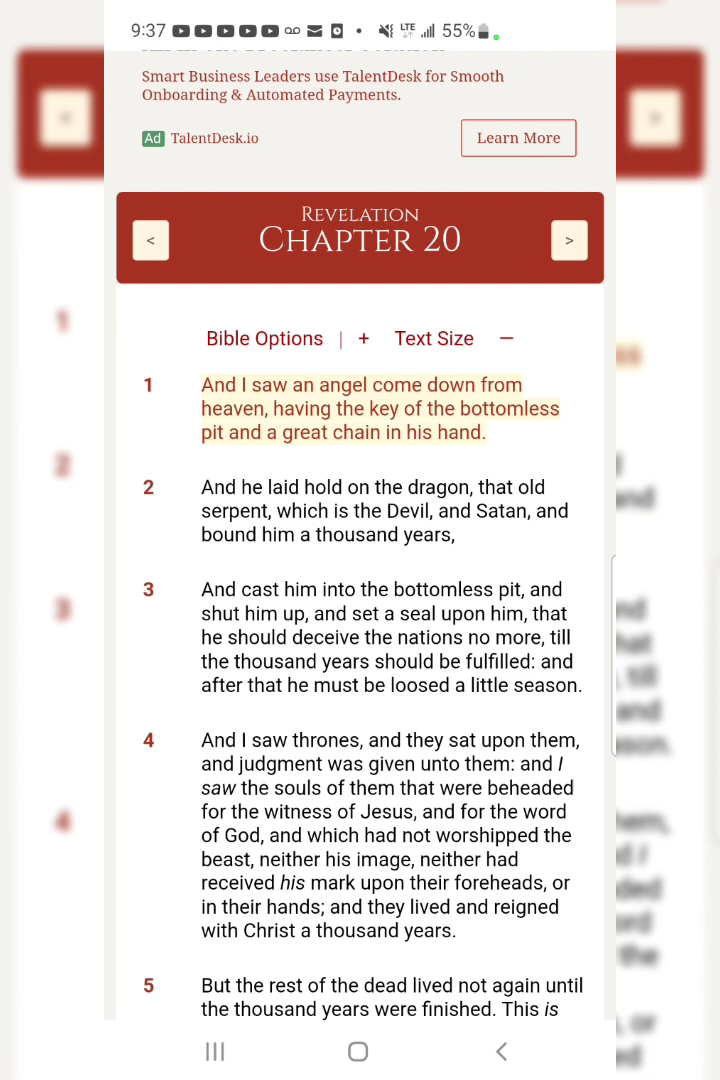 9:37
LTE
55%
Smart Business Leaders use TalentDesk for Smooth
Onboarding & Automated Payments.
Ad TalentDesk.io
Learn More
< REVELATION >
CHAPTER 20
Bible Options | + Text Size −
1 And I saw an angel come down from
heaven, having the key of the bottomless
pit and a great chain in his hand.
2 And he laid hold on the dragon, that old
serpent, which is the Devil, and Satan, and
bound him a thousand years,
3 And cast him into the bottomless pit, and
shut him up, and set a seal upon him, that
he should deceive the nations no more, till
the thousand years should be fulfilled: and
after that he must be loosed a little season.
4 And I saw thrones, and they sat upon them,
and judgment was given unto them: and I
saw the souls of them that were beheaded
for the witness of Jesus, and for the word
of God, and which had not worshipped the
beast, neither his image, neither had
received his mark upon their foreheads, or
in their hands; and they lived and reigned
with Christ a thousand years.
5 But the rest of the dead lived not again until
the thousand years were finished. This is